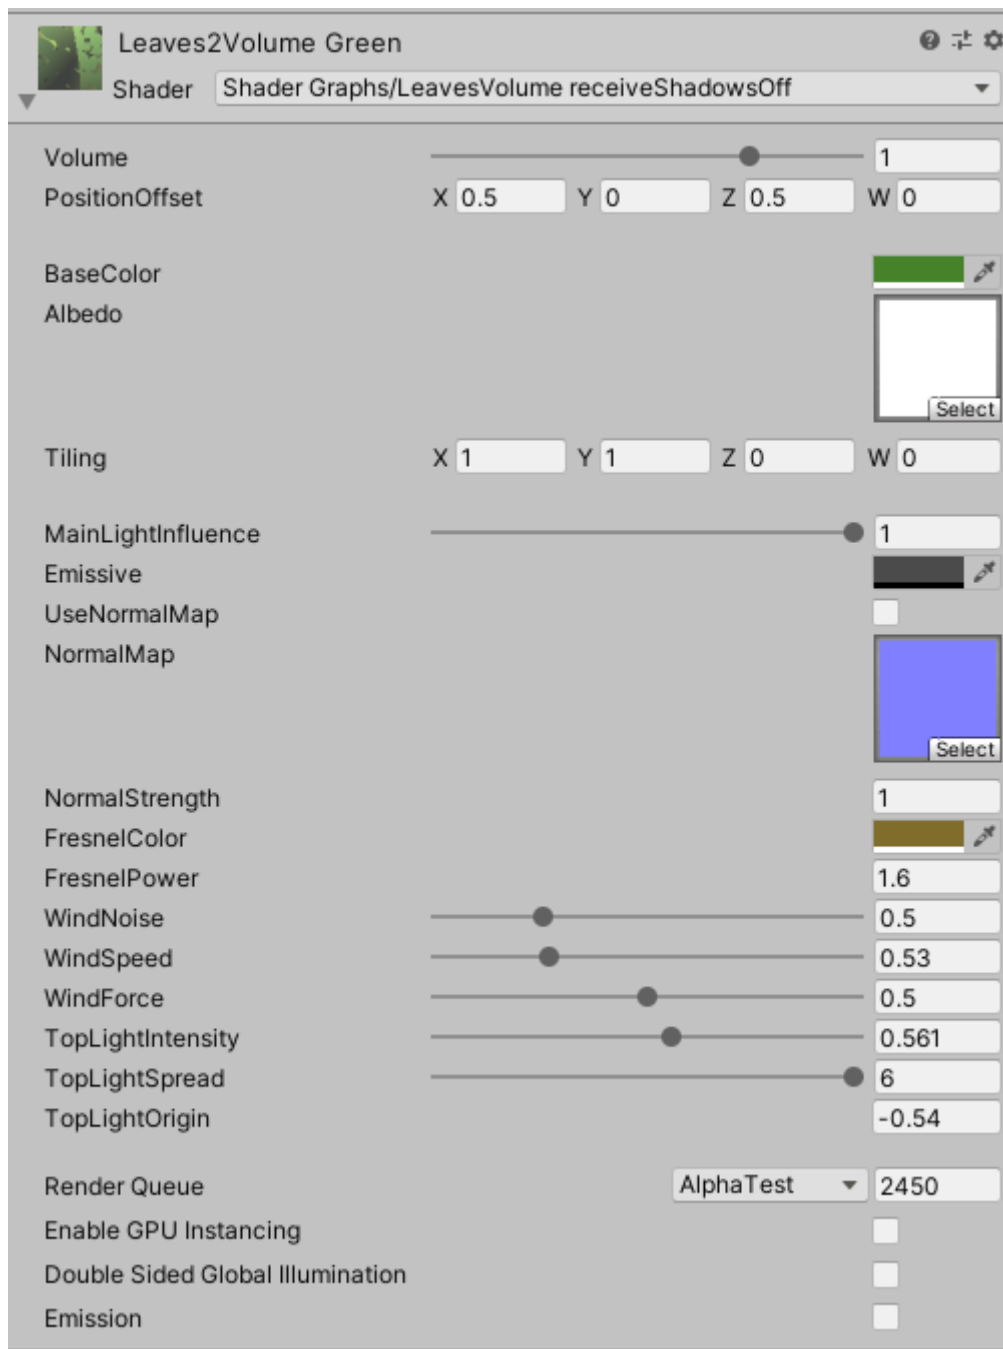 Leaves2Volume Green
Shader Shader Graphs/LeavesVolume receiveShadowsOff
Volume 1
PositionOffset X 0.5 Y 0 Z 0.5 W 0
BaseColor
Albedo
Select
Tiling X 1 Y 1 Z 0 W 0
MainLightInfluence 1
Emissive
UseNormalMap
NormalMap
Select
NormalStrength 1
FresnelColor
FresnelPower 1.6
WindNoise 0.5
WindSpeed 0.53
WindForce 0.5
TopLightIntensity 0.561
TopLightSpread 6
TopLightOrigin -0.54
Render Queue AlphaTest 2450
Enable GPU Instancing
Double Sided Global Illumination
Emission